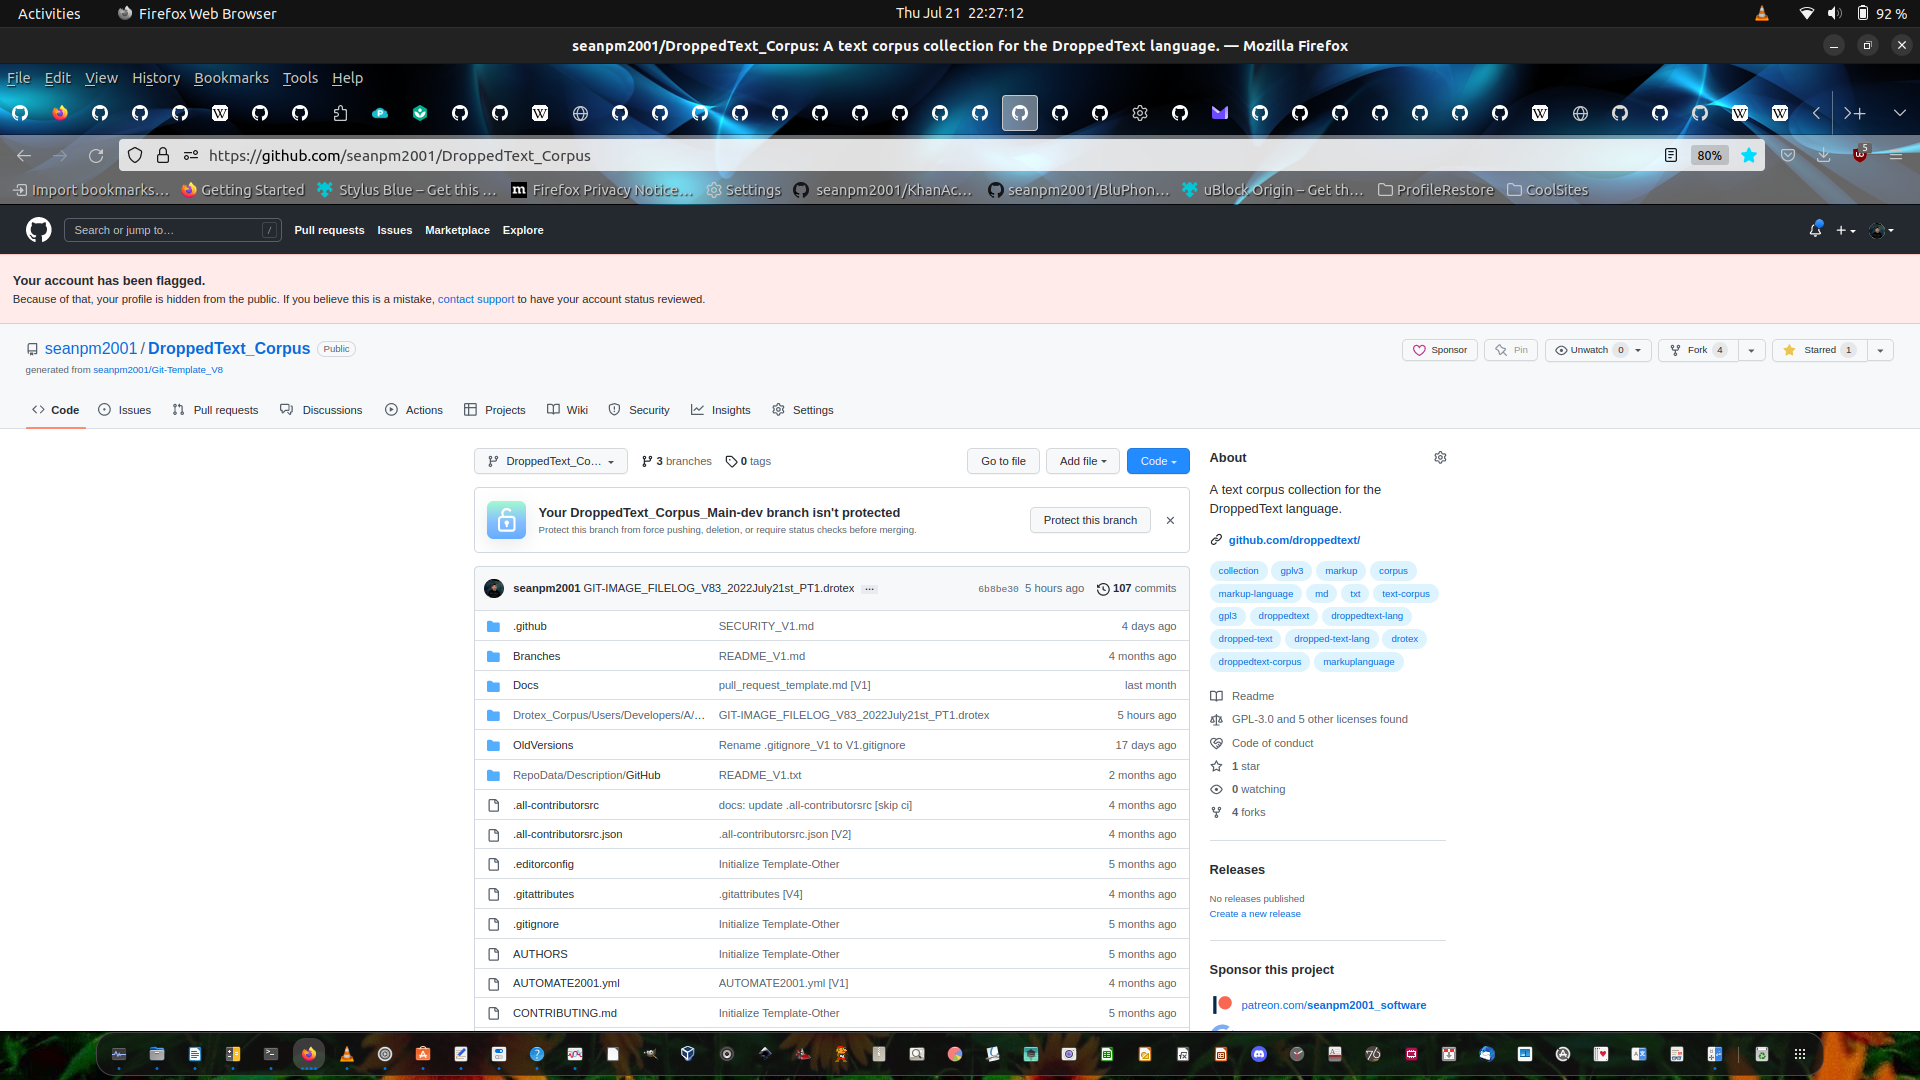 Activities
Firefox Web Browser
Thu Jul 21 22:27:12
92 %
seanpm2001/DroppedText_Corpus: A text corpus collection for the DroppedText language. — Mozilla Firefox
File Edit View History Bookmarks Tools Help
https://github.com/seanpm2001/DroppedText_Corpus
80%
5
Import bookmarks…
Getting Started
Stylus Blue – Get this …
Firefox Privacy Notice…
Settings
seanpm2001/KhanAc…
seanpm2001/BluPhon…
uBlock Origin – Get th…
ProfileRestore
CoolSites
Search or jump to…
/
Pull requests
Issues
Marketplace
Explore
Your account has been flagged.
Because of that, your profile is hidden from the public. If you believe this is a mistake, contact support to have your account status reviewed.
seanpm2001 / DroppedText_Corpus Public
Sponsor
Pin
Unwatch 0
Fork 4
Starred 1
generated from seanpm2001/Git-Template_V8
Code
Issues
Pull requests
Discussions
Actions
Projects
Wiki
Security
Insights
Settings
DroppedText_Co…
3 branches
0 tags
Go to file
Add file
Code
Your DroppedText_Corpus_Main-dev branch isn't protected
Protect this branch from force pushing, deletion, or require status checks before merging.
Protect this branch
seanpm2001 GIT-IMAGE_FILELOG_V83_2022July21st_PT1.drotex … 6b8be30 5 hours ago 107 commits
.github SECURITY_V1.md 4 days ago
Branches README_V1.md 4 months ago
Docs pull_request_template.md [V1] last month
Drotex_Corpus/Users/Developers/A/… GIT-IMAGE_FILELOG_V83_2022July21st_PT1.drotex 5 hours ago
OldVersions Rename .gitignore_V1 to V1.gitignore 17 days ago
RepoData/Description/GitHub README_V1.txt 2 months ago
.all-contributorsrc docs: update .all-contributorsrc [skip ci] 4 months ago
.all-contributorsrc.json .all-contributorsrc.json [V2] 4 months ago
.editorconfig Initialize Template-Other 5 months ago
.gitattributes .gitattributes [V4] 4 months ago
.gitignore Initialize Template-Other 5 months ago
AUTHORS Initialize Template-Other 5 months ago
AUTOMATE2001.yml AUTOMATE2001.yml [V1] 4 months ago
CONTRIBUTING.md Initialize Template-Other 5 months ago
About
A text corpus collection for the
DroppedText language.
github.com/droppedtext/
collection gplv3 markup corpus
markup-language md txt text-corpus
gpl3 droppedtext droppedtext-lang
dropped-text dropped-text-lang drotex
droppedtext-corpus markuplanguage
Readme
GPL-3.0 and 5 other licenses found
Code of conduct
1 star
0 watching
4 forks
Releases
No releases published
Create a new release
Sponsor this project
patreon.com/seanpm2001_software